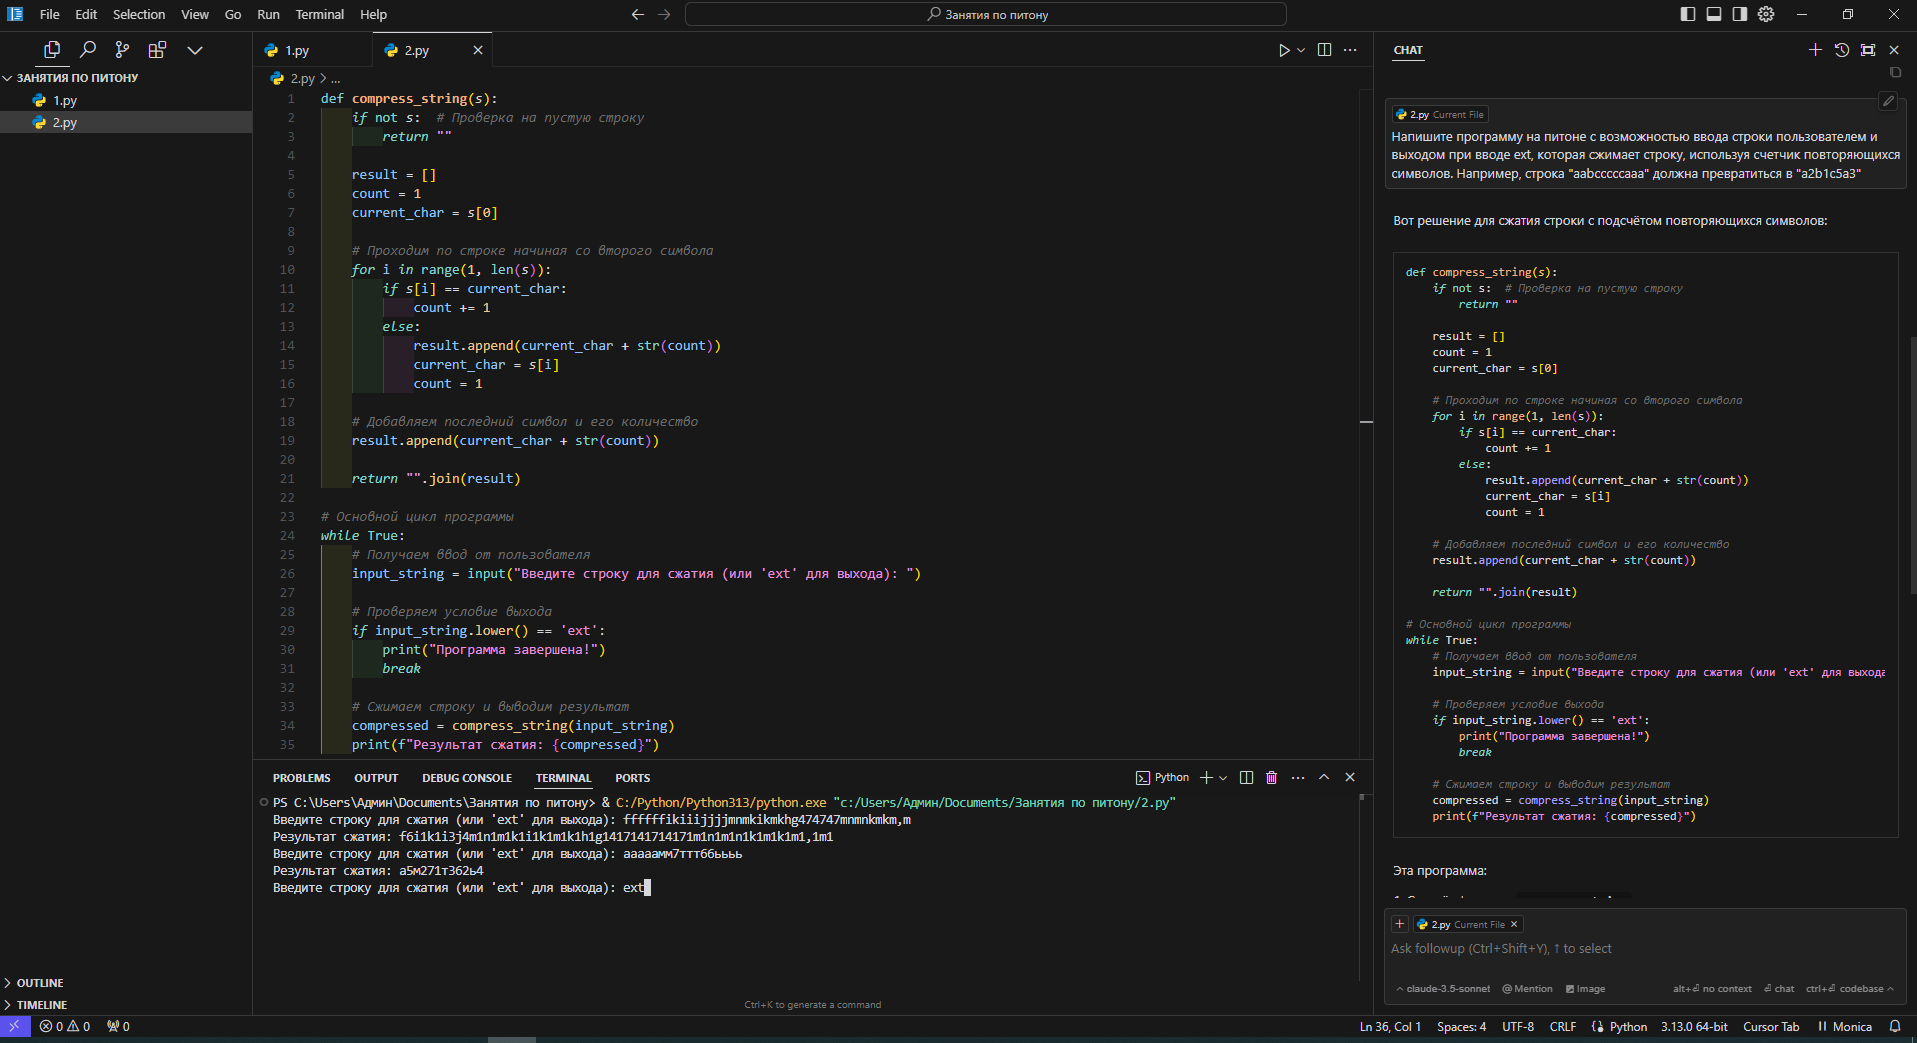 File Edit Selection View Go Run Terminal Help
Занятия по питону
ЗАНЯТИЯ ПО ПИТОНУ
1.py
2.py
OUTLINE
TIMELINE
1.py
2.py
2.py > ...
1 def compress_string(s):
2 if not s:  # Проверка на пустую строку
3 return ""
4
5 result = []
6 count = 1
7 current_char = s[0]
8
9 # Проходим по строке начиная со второго символа
10 for i in range(1, len(s)):
11 if s[i] == current_char:
12 count += 1
13 else:
14 result.append(current_char + str(count))
15 current_char = s[i]
16 count = 1
17
18 # Добавляем последний символ и его количество
19 result.append(current_char + str(count))
20
21 return "".join(result)
22
23 # Основной цикл программы
24 while True:
25 # Получаем ввод от пользователя
26 input_string = input("Введите строку для сжатия (или 'ext' для выхода): ")
27
28 # Проверяем условие выхода
29 if input_string.lower() == 'ext':
30 print("Программа завершена!")
31 break
32
33 # Сжимаем строку и выводим результат
34 compressed = compress_string(input_string)
35 print(f"Результат сжатия: {compressed}")
PROBLEMS OUTPUT DEBUG CONSOLE TERMINAL PORTS
Python
PS C:\Users\Админ\Documents\Занятия по питону> & C:/Python/Python313/python.exe "c:/Users/Админ/Documents/Занятия по питону/2.py"
Введите строку для сжатия (или 'ext' для выхода): ffffffikiiijjjjmnmkikmkhg474747mnmnkmkm,m
Результат сжатия: f6i1k1i3j4m1n1m1k1i1k1m1k1h1g1417141714171m1n1m1n1k1m1k1m1,1m1
Введите строку для сжатия (или 'ext' для выхода): аааааmm7ттт66ьььь
Результат сжатия: а5м271т362ь4
Введите строку для сжатия (или 'ext' для выхода): ext
Ctrl+K to generate a command
CHAT
2.py Current File
Напишите программу на питоне с возможностью ввода строки пользователем и
выходом при вводе ext, которая сжимает строку, используя счетчик повторяющихся
символов. Например, строка "aabcccccaaa" должна превратиться в "a2b1c5a3"
Вот решение для сжатия строки с подсчётом повторяющихся символов:
def compress_string(s):
if not s:  # Проверка на пустую строку
return ""
result = []
count = 1
current_char = s[0]
# Проходим по строке начиная со второго символа
for i in range(1, len(s)):
if s[i] == current_char:
count += 1
else:
result.append(current_char + str(count))
current_char = s[i]
count = 1
# Добавляем последний символ и его количество
result.append(current_char + str(count))
return "".join(result)
# Основной цикл программы
while True:
# Получаем ввод от пользователя
input_string = input("Введите строку для сжатия (или 'ext' для выхода
# Проверяем условие выхода
if input_string.lower() == 'ext':
print("Программа завершена!")
break
# Сжимаем строку и выводим результат
compressed = compress_string(input_string)
print(f"Результат сжатия: {compressed}")
Эта программа:
2.py Current File
Ask followup (Ctrl+Shift+Y), ↑ to select
claude-3.5-sonnet @ Mention Image alt+⏎ no context ⏎ chat ctrl+⏎ codebase
0 0 0 Ln 36, Col 1 Spaces: 4 UTF-8 CRLF Python 3.13.0 64-bit Cursor Tab Monica